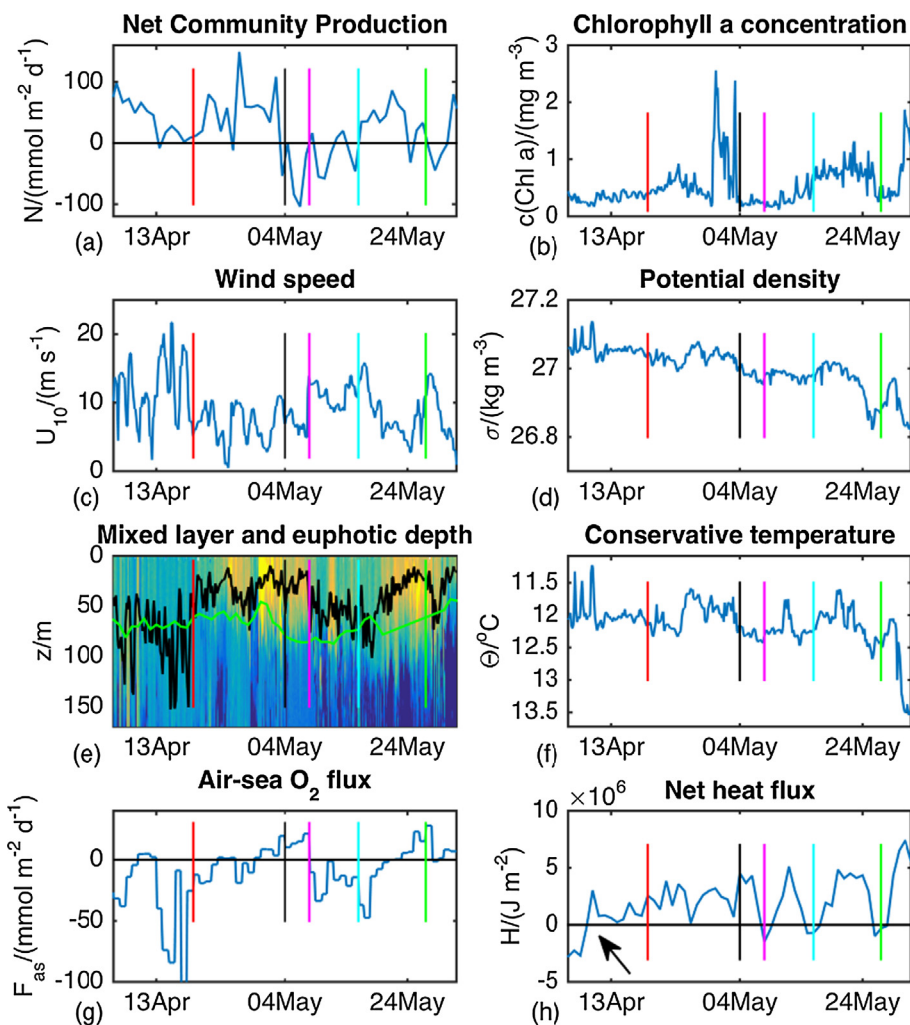 Net Community Production
N/(mmol m-2 d-1)
100
0
-100
(a)
13Apr
04May
24May
Chlorophyll a concentration
c(Chl a)/(mg m-3)
3
2
1
0
(b)
13Apr
04May
24May
Wind speed
U10/(m s-1)
20
10
0
(c)
13Apr
04May
24May
Potential density
σ/(kg m-3)
27.2
27
26.8
(d)
13Apr
04May
24May
Mixed layer and euphotic depth
z/m
0
50
100
150
(e)
13Apr
04May
24May
Conservative temperature
Θ/ºC
11.5
12
12.5
13
13.5
(f)
13Apr
04May
24May
Air-sea O2 flux
Fas/(mmol m-2 d-1)
0
-50
-100
(g)
13Apr
04May
24May
Net heat flux
×10^6
H/(J m-2)
10
5
0
-5
(h)
13Apr
04May
24May